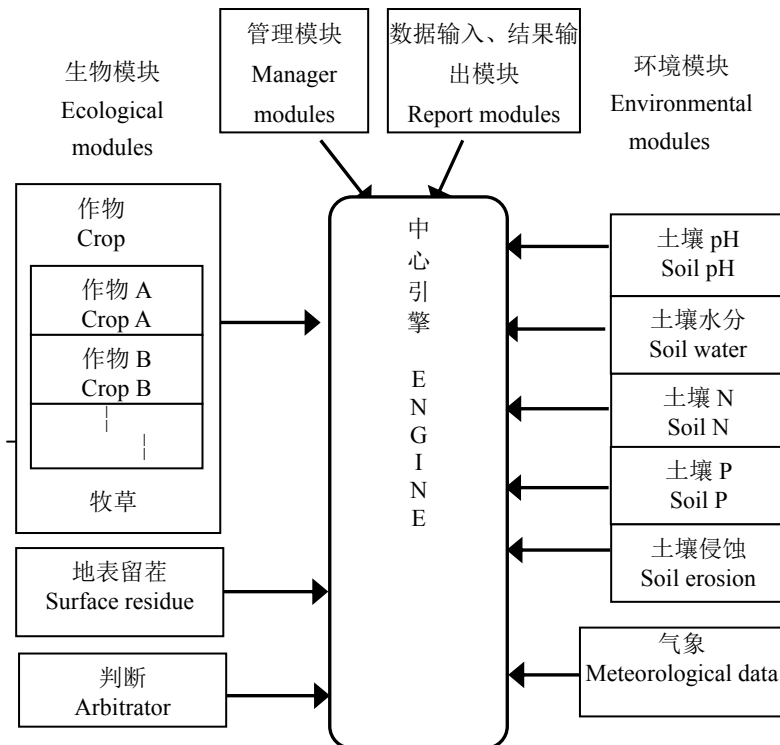 生物模块
Ecological
modules
管理模块
Manager
modules
数据输入、结果输
出模块
Report modules
环境模块
Environmental
modules
作物
Crop
作物 A
Crop A
作物 B
Crop B
牧草
地表留茬
Surface residue
判断
Arbitrator
中
心
引
擎
E
N
G
I
N
E
土壤 pH
Soil pH
土壤水分
Soil water
土壤 N
Soil N
土壤 P
Soil P
土壤侵蚀
Soil erosion
气象
Meteorological data